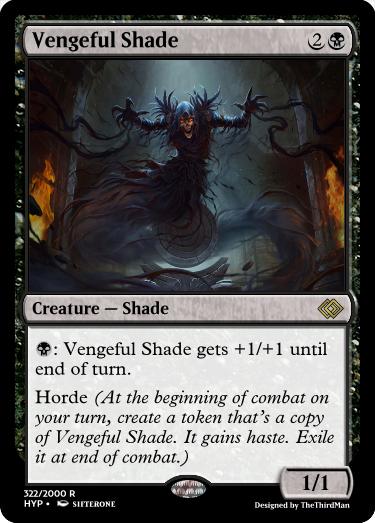 Vengeful Shade 2
Creature — Shade
: Vengeful Shade gets +1/+1 until
end of turn.
Horde (At the beginning of combat on
your turn, create a token that's a copy
of Vengeful Shade. It gains haste. Exile
it at end of combat.)
1/1
322/2000 R
HYP • SIFTERONE
Designed by TheThirdMan